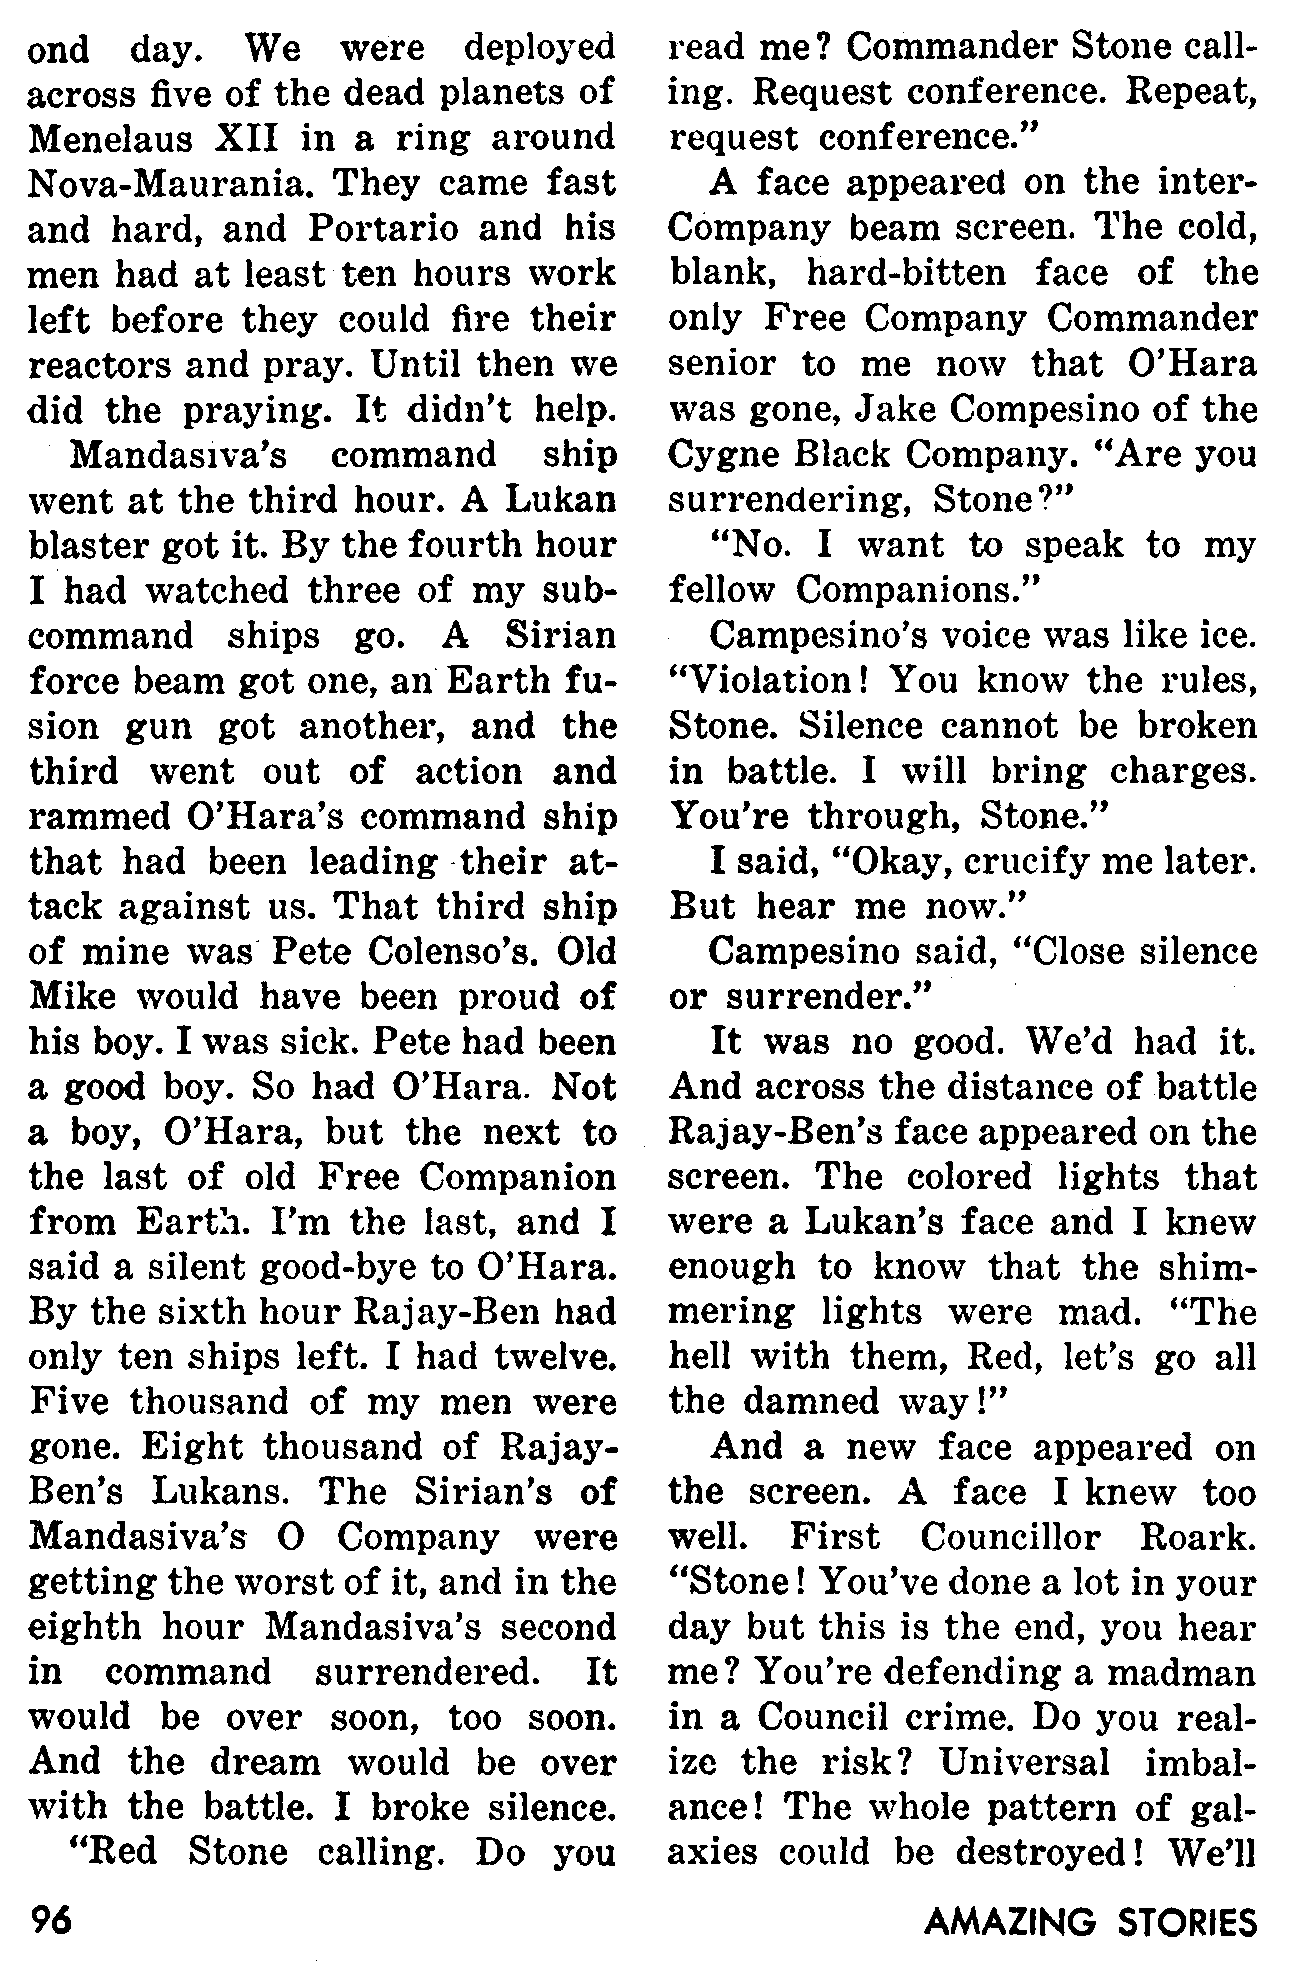 ond day. We were deployed
across five of the dead planets of
Menelaus XII in a ring around
Nova-Maurania. They came fast
and hard, and Portario and his
men had at least ten hours work
left before they could fire their
reactors and pray. Until then we
did the praying. It didn't help.
Mandasiva's command ship
went at the third hour. A Lukan
blaster got it. By the fourth hour
I had watched three of my sub-
command ships go. A Sirian
force beam got one, an Earth fu-
sion gun got another, and the
third went out of action and
rammed O'Hara's command ship
that had been leading their at-
tack against us. That third ship
of mine was Pete Colenso's. Old
Mike would have been proud of
his boy. I was sick. Pete had been
a good boy. So had O'Hara. Not
a boy, O'Hara, but the next to
the last of old Free Companion
from Earth. I'm the last, and I
said a silent good-bye to O'Hara.
By the sixth hour Rajay-Ben had
only ten ships left. I had twelve.
Five thousand of my men were
gone. Eight thousand of Rajay-
Ben's Lukans. The Sirian's of
Mandasiva's O Company were
getting the worst of it, and in the
eighth hour Mandasiva's second
in command surrendered. It
would be over soon, too soon.
And the dream would be over
with the battle. I broke silence.
"Red Stone calling. Do you
read me? Commander Stone call-
ing. Request conference. Repeat,
request conference."
A face appeared on the inter-
Company beam screen. The cold,
blank, hard-bitten face of the
only Free Company Commander
senior to me now that O'Hara
was gone, Jake Compesino of the
Cygne Black Company. "Are you
surrendering, Stone?"
"No. I want to speak to my
fellow Companions."
Campesino's voice was like ice.
"Violation! You know the rules,
Stone. Silence cannot be broken
in battle. I will bring charges.
You're through, Stone."
I said, "Okay, crucify me later.
But hear me now."
Campesino said, "Close silence
or surrender."
It was no good. We'd had it.
And across the distance of battle
Rajay-Ben's face appeared on the
screen. The colored lights that
were a Lukan's face and I knew
enough to know that the shim-
mering lights were mad. "The
hell with them, Red, let's go all
the damned way!"
And a new face appeared on
the screen. A face I knew too
well. First Councillor Roark.
"Stone! You've done a lot in your
day but this is the end, you hear
me? You're defending a madman
in a Council crime. Do you real-
ize the risk? Universal imbal-
ance! The whole pattern of gal-
axies could be destroyed! We'll
96 AMAZING STORIES